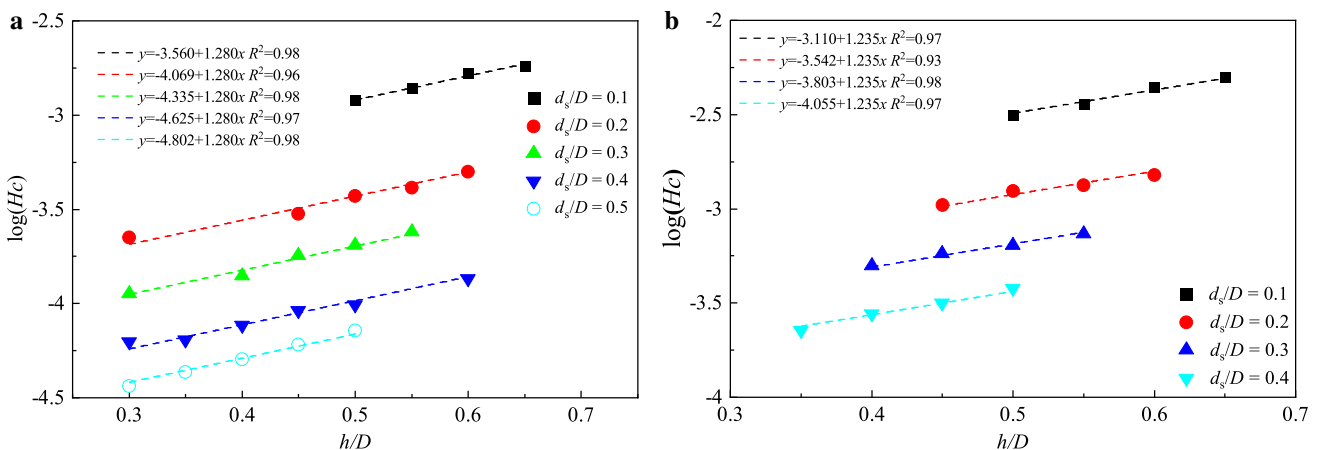 a
-2.5
-3
-3.5
-4
-4.5
log(Hc)
y=-3.560+1.280x R²=0.98
y=-4.069+1.280x R²=0.96
y=-4.335+1.280x R²=0.98
y=-4.625+1.280x R²=0.97
y=-4.802+1.280x R²=0.98
dₛ/D = 0.1
dₛ/D = 0.2
dₛ/D = 0.3
dₛ/D = 0.4
dₛ/D = 0.5
0.3 0.4 0.5 0.6 0.7
h/D
b
-2
-2.5
-3
-3.5
-4
log(Hc)
y=-3.110+1.235x R²=0.97
y=-3.542+1.235x R²=0.93
y=-3.803+1.235x R²=0.98
y=-4.055+1.235x R²=0.97
dₛ/D = 0.1
dₛ/D = 0.2
dₛ/D = 0.3
dₛ/D = 0.4
0.3 0.4 0.5 0.6 0.7
h/D